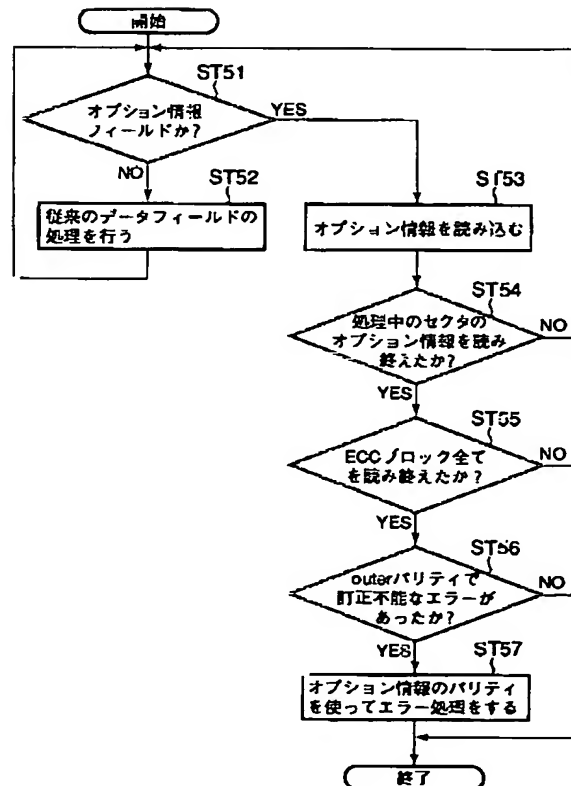 開始
ST51
オプション情報
フィールドか？
YES
NO
ST52
従来のデータフィールドの
処理を行う
ST53
オプション情報を読み込む
ST54
処理中のセクタの
オプション情報を読み
終えたか？
NO
YES
ST55
ECCブロック全て
を読み終えたか？
NO
YES
ST56
outerパリティで
訂正不能なエラーが
あったか？
NO
YES
ST57
オプション情報のパリティ
を使ってエラー処理をする
終了